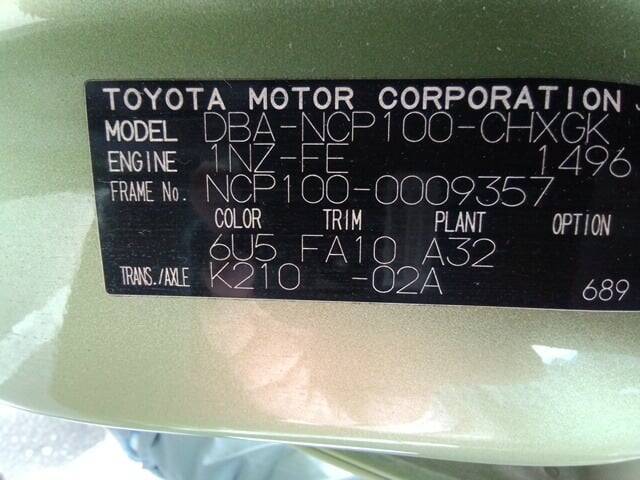 TOYOTA MOTOR CORPORATION
MODEL DBA-NCP100-CHXGK
ENGINE 1NZ-FE 1496
FRAME No. NCP100-0009357
COLOR TRIM PLANT OPTION
6U5 FA10 A32
TRANS./AXLE K210 -02A
689